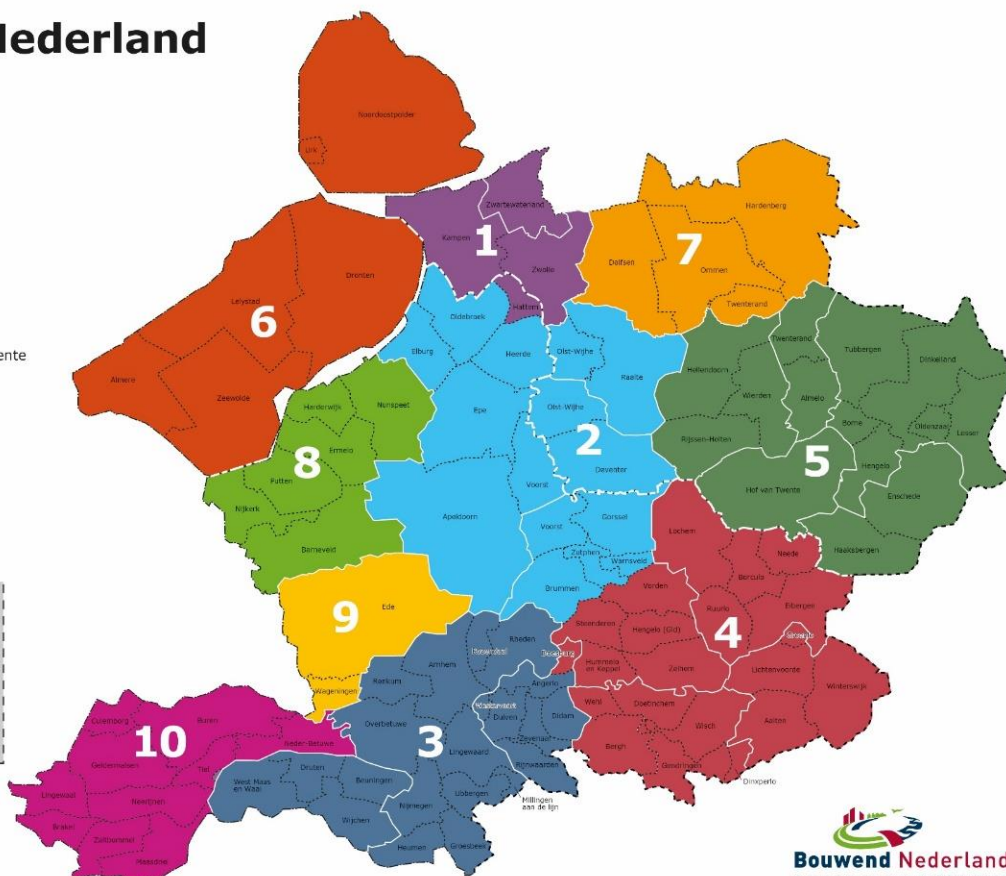 Nederland
Noordoostpolder
Urk
Zwartewaterland
Kampen
1
Zwolle
Hattem
Hardenberg
Dalfsen
7
Ommen
Twenterand
Dronten
Lelystad
6
Almere
Zeewolde
ente
Oldebroek
Elburg
Heerde
Olst-Wijhe
Raalte
Epe
Olst-Wijhe
2
Deventer
Voorst
Apeldoorn
Voorst
Gorssel
Zutphen
Warnsveld
Brummen
Twenterand
Tubbergen
Dinkelland
Hellendoorn
Wierden
Almelo
Oldenzaal
Losser
Borne
Rijssen-Holten
5
Hengelo
Hof van Twente
Enschede
Haaksbergen
Harderwijk
Nunspeet
8
Ermelo
Putten
Nijkerk
Barneveld
Ede
9
Wageningen
Lochem
Neede
Borculo
Vorden
Ruurlo
Eibergen
Steenderen
Hengelo (Gld)
4
Groenlo
Hummelo
en Keppel
Zelhem
Lichtenvoorde
Winterswijk
Wehl
Doetinchem
Wisch
Aalten
Bergh
Gendringen
Dinxperlo
Rheden
Rozendaal
Doesburg
Arnhem
Renkum
Angerlo
Westervoort
Duiven
Didam
Overbetuwe
3
Zevenaar
Lingewaard
Rijnwaarden
West Maas
en Waal
Druten
Beuningen
Ubbergen
Millingen
aan de Rijn
Nijmegen
Wijchen
Heumen
Groesbeek
Culemborg
Buren
10
Neder-Betuwe
Geldermalsen
Tiel
Lingewaal
Neerijnen
Brakel
Zaltbommel
Maasdriel
Bouwend Nederland